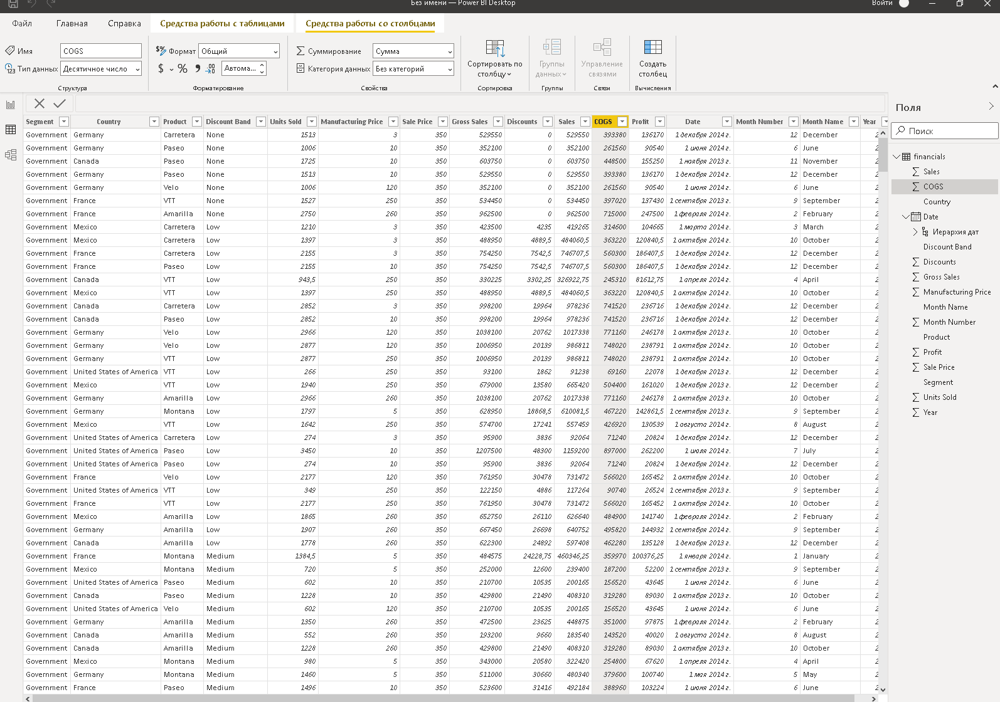 Без имени — Power BI Desktop
Войти
Файл Главная Справка Средства работы с таблицами Средства работы со столбцами
Имя COGS
Тип данных Десятичное число
Структура
Формат Общий
$ % Автома...
Форматирование
Суммирование Сумма
Категория данных Без категорий
Свойства
Сортировать по столбцу
Сортировка
Группы данных
Группы
Управление связями
Связи
Создать столбец
Вычисления
Segment Country Product Discount Band Units Sold Manufacturing Price Sale Price Gross Sales Discounts Sales COGS Profit Date Month Number Month Name Year
Government Germany Carretera None 1513 3 350 529550 0 529550 393380 136170 1 декабря 2014 г. 12 December 2
Government Germany Paseo None 1006 10 350 352100 0 352100 261560 90540 1 июня 2014 г. 6 June 2
Government Canada Paseo None 1725 10 350 603750 0 603750 448500 155250 1 ноября 2013 г. 11 November 2
Government Germany Paseo None 1513 10 350 529550 0 529550 393380 136170 1 декабря 2014 г. 12 December 2
Government Germany Velo None 1006 120 350 352100 0 352100 261560 90540 1 июня 2014 г. 6 June 2
Government France VTT None 1527 250 350 534450 0 534450 397020 137430 1 сентября 2013 г. 9 September 2
Government France Amarilla None 2750 260 350 962500 0 962500 715000 247500 1 февраля 2014 г. 2 February 2
Government Mexico Carretera Low 1210 3 350 423500 4235 419265 314600 104665 1 марта 2014 г. 3 March 2
Government Mexico Carretera Low 1397 3 350 488950 4889,5 484060,5 363220 120840,5 1 октября 2014 г. 10 October 2
Government France Carretera Low 2155 3 350 754250 7542,5 746707,5 560300 186407,5 1 декабря 2014 г. 12 December 2
Government France Paseo Low 2155 10 350 754250 7542,5 746707,5 560300 186407,5 1 декабря 2014 г. 12 December 2
Government Canada VTT Low 943,5 250 350 330225 3302,25 326922,75 245310 81612,75 1 апреля 2014 г. 4 April 2
Government Mexico VTT Low 1397 250 350 488950 4889,5 484060,5 363220 120840,5 1 октября 2014 г. 10 October 2
Government Canada Carretera Low 2852 3 350 998200 19964 978236 741520 236716 1 декабря 2014 г. 12 December 2
Government Canada Paseo Low 2852 10 350 998200 19964 978236 741520 236716 1 декабря 2014 г. 12 December 2
Government Germany Velo Low 2966 120 350 1038100 20762 1017338 771160 246178 1 октября 2013 г. 10 October 2
Government Germany Velo Low 2877 120 350 1006950 20139 986811 748020 238791 1 октября 2014 г. 10 October 2
Government Germany VTT Low 2877 250 350 1006950 20139 986811 748020 238791 1 октября 2014 г. 10 October 2
Government United States of America VTT Low 266 250 350 93100 1862 91238 69160 22078 1 декабря 2013 г. 12 December 2
Government Mexico VTT Low 1940 250 350 679000 13580 665420 504400 161020 1 декабря 2013 г. 12 December 2
Government Germany Amarilla Low 2966 260 350 1038100 20762 1017338 771160 246178 1 октября 2013 г. 10 October 2
Government Germany Montana Low 1797 5 350 628950 18868,5 610081,5 467220 142861,5 1 сентября 2013 г. 9 September 2
Government Mexico VTT Low 1642 250 350 574700 17241 557459 426920 130539 1 августа 2014 г. 8 August 2
Government United States of America Carretera Low 274 3 350 95900 3836 92064 71240 20824 1 декабря 2014 г. 12 December 2
Government United States of America Paseo Low 3450 10 350 1207500 48300 1159200 897000 262200 1 июля 2014 г. 7 July 2
Government United States of America Paseo Low 274 10 350 95900 3836 92064 71240 20824 1 декабря 2014 г. 12 December 2
Government France Velo Low 2177 120 350 761950 30478 731472 566020 165452 1 октября 2014 г. 10 October 2
Government United States of America VTT Low 349 250 350 122150 4886 117264 90740 26524 1 сентября 2013 г. 9 September 2
Government France VTT Low 2177 250 350 761950 30478 731472 566020 165452 1 октября 2014 г. 10 October 2
Government Mexico Amarilla Low 1865 260 350 652750 26110 626640 484900 141740 1 февраля 2014 г. 2 February 2
Government Germany Amarilla Low 1907 260 350 667450 26698 640752 495820 144932 1 сентября 2014 г. 9 September 2
Government Canada Amarilla Low 1778 260 350 622300 24892 597408 462280 135128 1 декабря 2013 г. 12 December 2
Government France Montana Medium 1384,5 5 350 484575 24228,75 460346,25 359970 100376,25 1 января 2014 г. 1 January 2
Government Mexico Montana Medium 720 5 350 252000 12600 239400 187200 52200 1 сентября 2013 г. 9 September 2
Government United States of America Paseo Medium 602 10 350 210700 10535 200165 156520 43645 1 июня 2014 г. 6 June 2
Government Canada Paseo Medium 1228 10 350 429800 21490 408310 319280 89030 1 октября 2013 г. 10 October 2
Government United States of America Velo Medium 602 120 350 210700 10535 200165 156520 43645 1 июня 2014 г. 6 June 2
Government Germany Amarilla Medium 1350 260 350 472500 23625 448875 351000 97875 1 февраля 2014 г. 2 February 2
Government Canada Amarilla Medium 552 260 350 193200 9660 183540 143520 40020 1 августа 2014 г. 8 August 2
Government Canada Amarilla Medium 1228 260 350 429800 21490 408310 319280 89030 1 октября 2013 г. 10 October 2
Government Mexico Montana Medium 980 5 350 343000 20580 322420 254800 67620 1 апреля 2014 г. 4 April 2
Government Germany Montana Medium 1460 5 350 511000 30660 480340 379600 100740 1 мая 2014 г. 5 May 2
Government France Paseo Medium 1496 10 350 523600 31416 492184 388960 103224 1 июня 2014 г. 6 June 2
Поля
Поиск
financials
Sales
COGS
Country
Date
Иерархия дат
Discount Band
Discounts
Gross Sales
Manufacturing Price
Month Name
Month Number
Product
Profit
Sale Price
Segment
Units Sold
Year